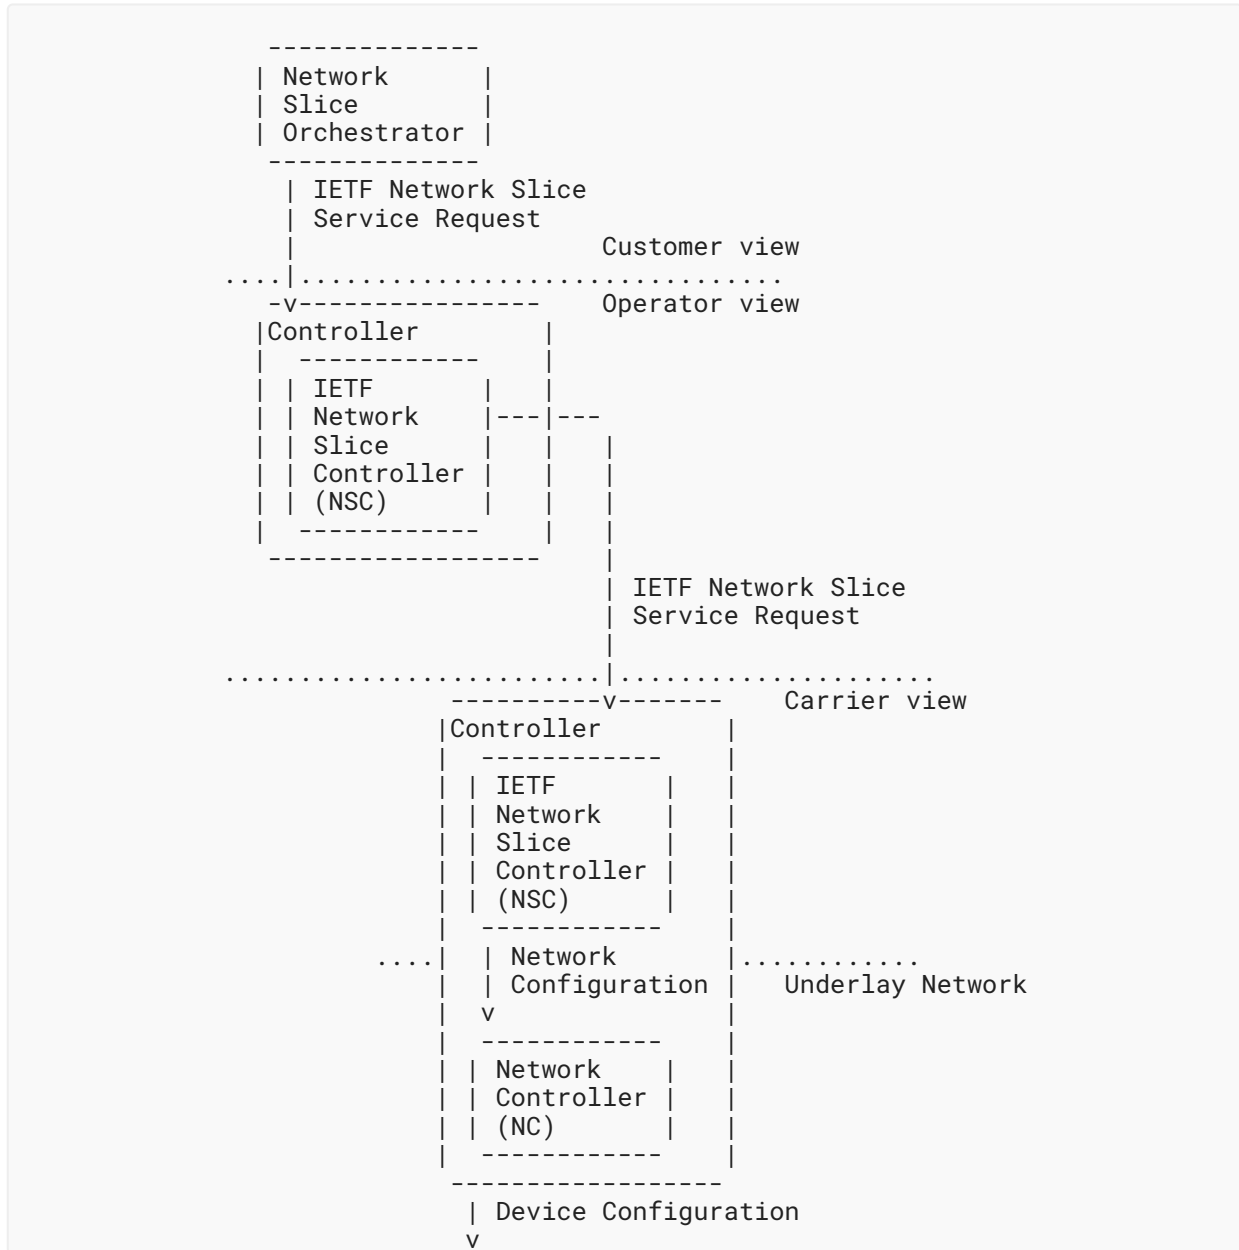 --------------
| Network      |
| Slice        |
| Orchestrator |
--------------
| IETF Network Slice
| Service Request
|                    Customer view
....|................................
-v----------------    Operator view
|Controller        |
|  ------------    |
| | IETF       |   |
| | Network    |---|---
| | Slice      |   |   |
| | Controller |   |   |
| | (NSC)      |   |   |
|  ------------    |   |
------------------    |
| IETF Network Slice
| Service Request
|
.........................|.....................
----------v-------    Carrier view
|Controller        |
|  ------------    |
| | IETF       |   |
| | Network    |   |
| | Slice      |   |
| | Controller |   |
| | (NSC)      |   |
|  ------------    |
....|  | Network       |............
|  | Configuration |   Underlay Network
|  v               |
|  ------------    |
| | Network    |   |
| | Controller |   |
| | (NC)       |   |
|  ------------    |
------------------
| Device Configuration
v